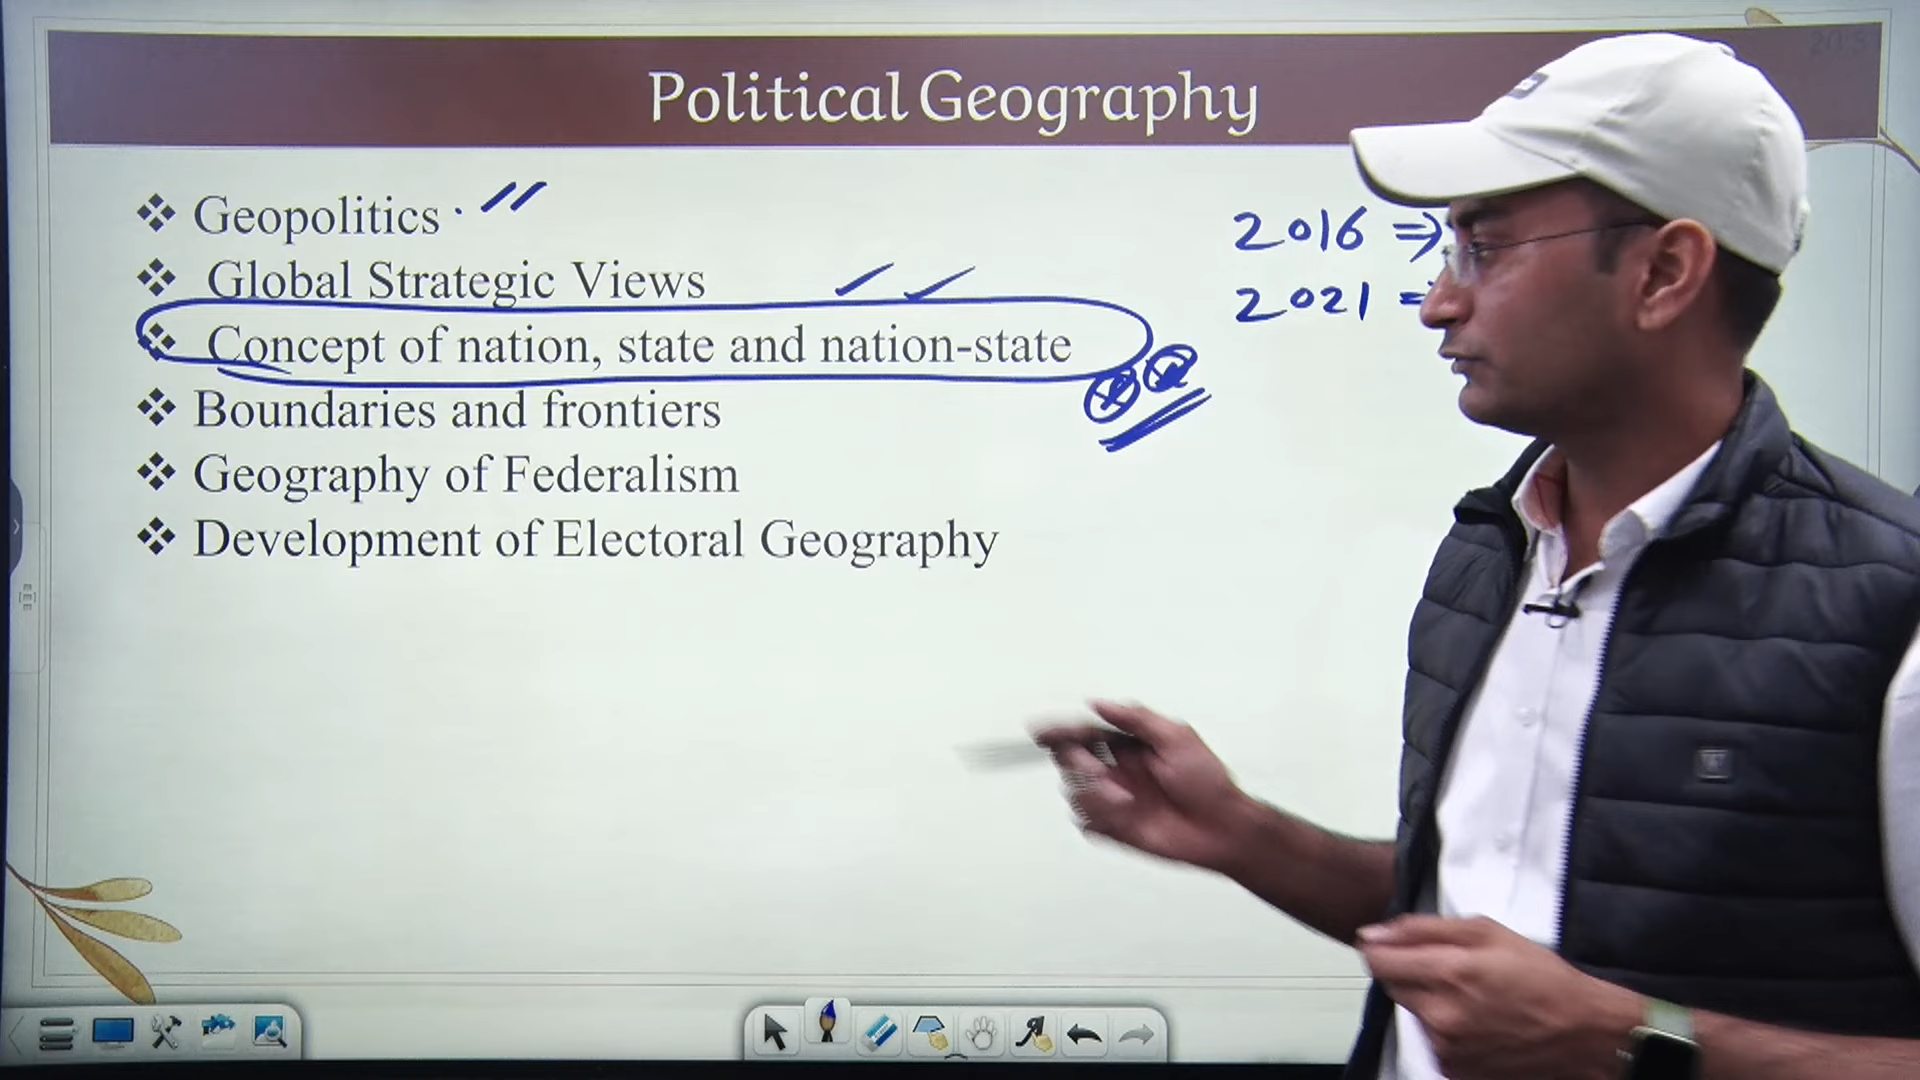 Political Geography
❖ Geopolitics
❖ Global Strategic Views
❖ Concept of nation, state and nation-state
❖ Boundaries and frontiers
❖ Geography of Federalism
❖ Development of Electoral Geography
2016 ⇒
2021 ⇒